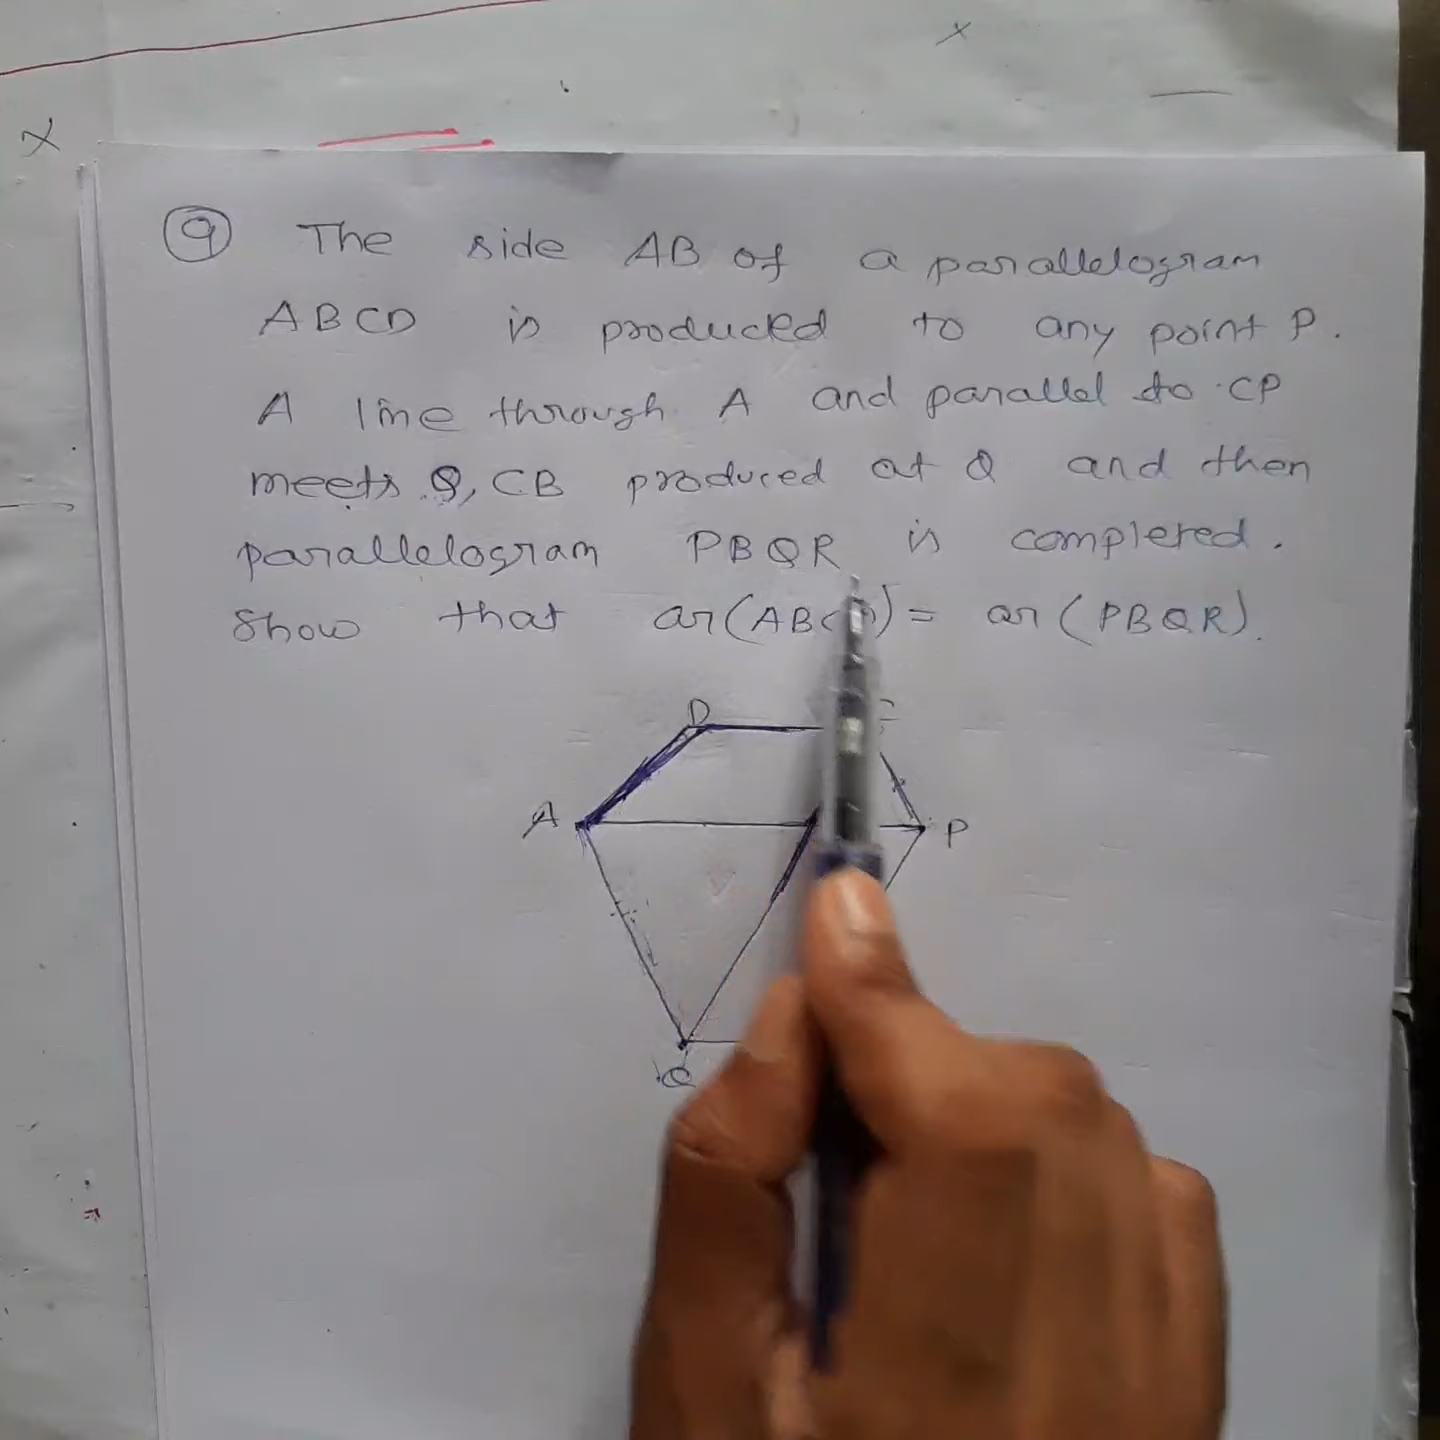 9 The side AB of a parallelogram
ABCD is produced to any point P.
A line through A and parallel to CP
meets Q, CB produced at Q and then
parallelogram PBQR is completed.
Show that ar(ABC ) = ar (PBQR).
D
A
P
Q